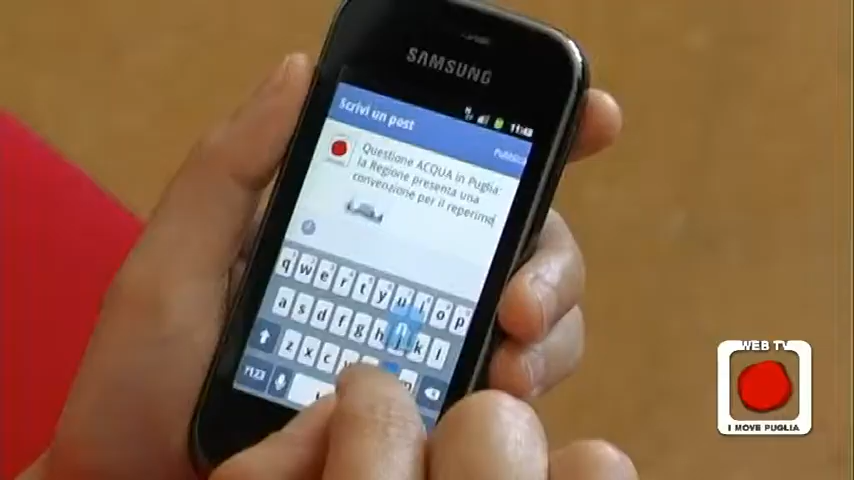 SAMSUNG
11:48
Scrivi un post
Pubblica
Questione ACQUA in Puglia:
la Regione presenta una
convenzione per il reperim
q w e r t y u i o p
a s d f g h j k l
z x c v
n
m
?123
WEB TV
I MOVE PUGLIA